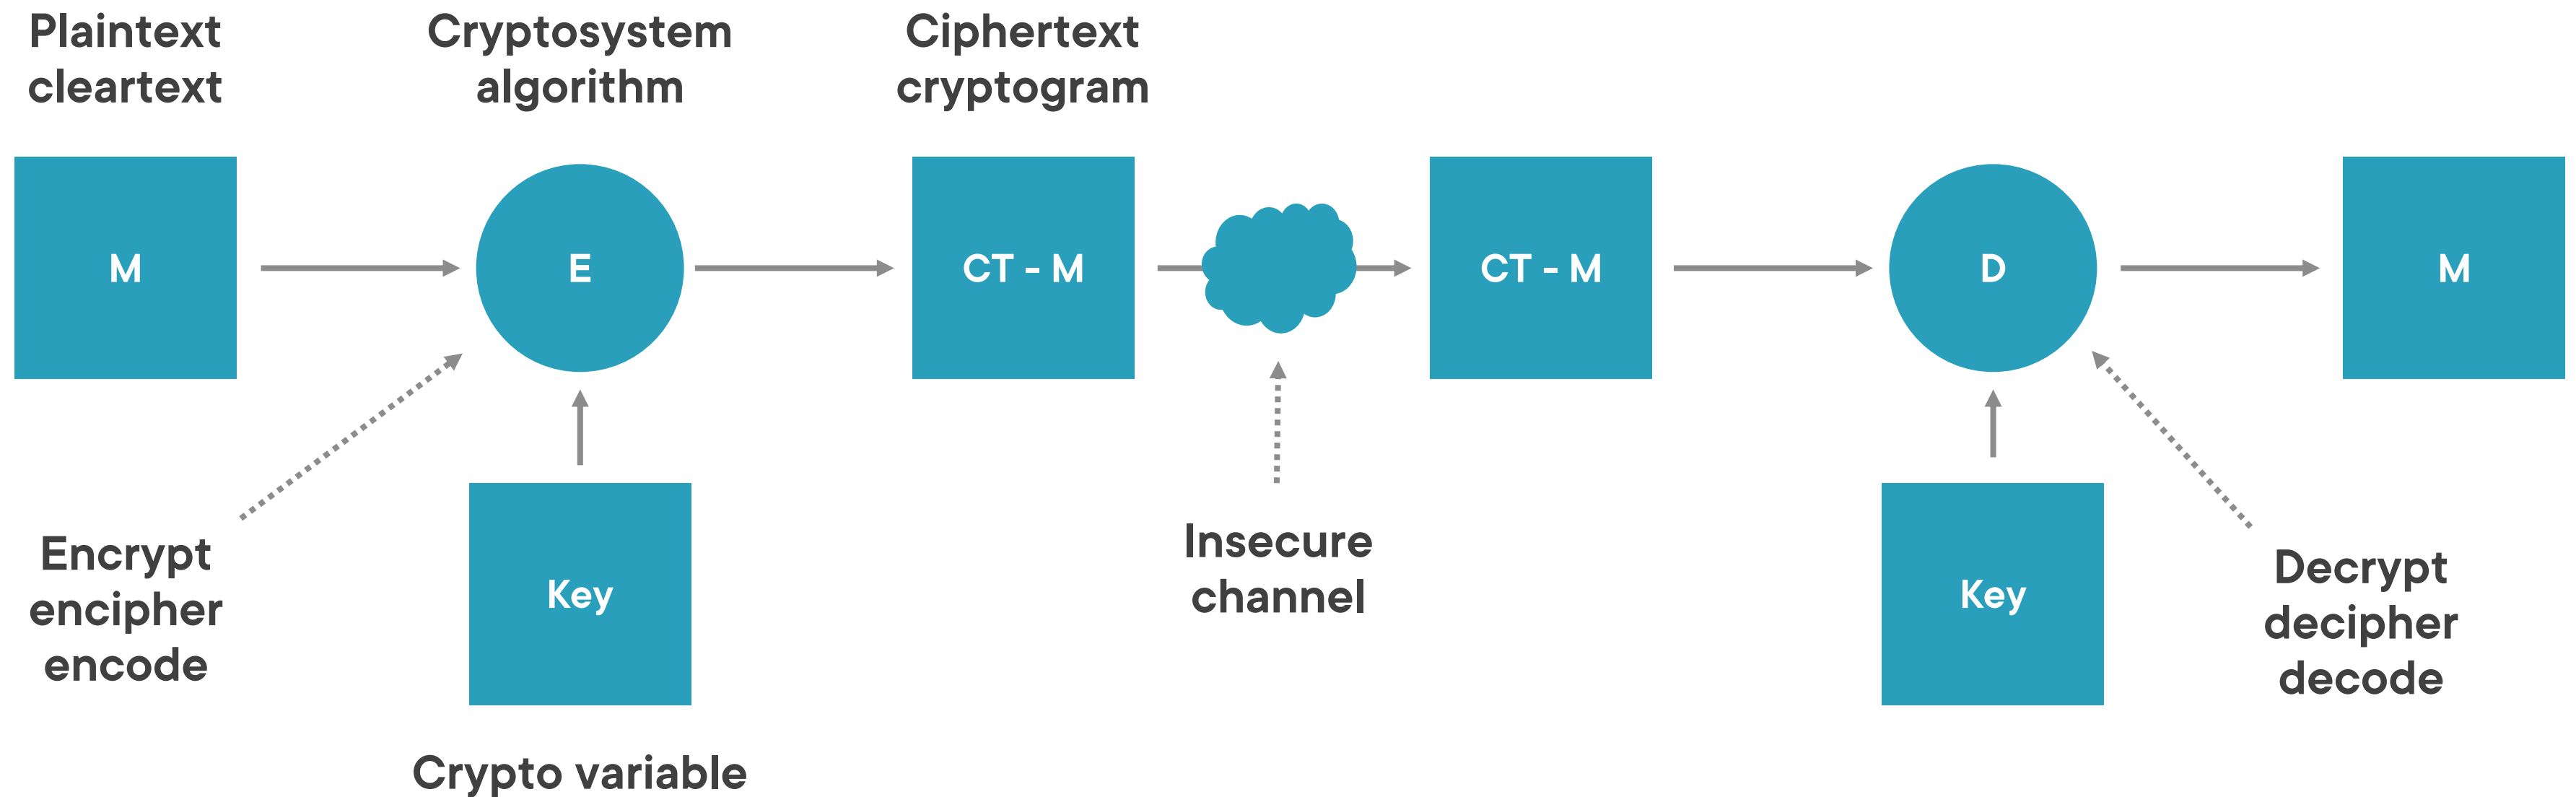 Plaintext
cleartext
Cryptosystem
algorithm
Ciphertext
cryptogram
M
E
CT - M
CT - M
D
M
Encrypt
encipher
encode
Key
Crypto variable
Insecure
channel
Key
Decrypt
decipher
decode